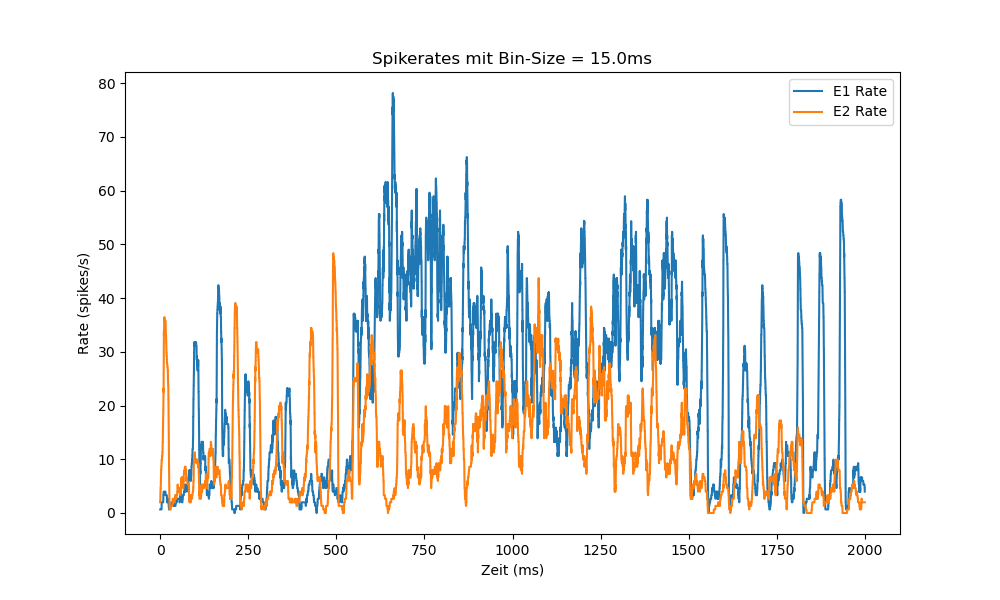 Spikerates mit Bin-Size = 15.0ms
E1 Rate
E2 Rate
80
70
60
50
40
30
20
10
0
Rate (spikes/s)
0 250 500 750 1000 1250 1500 1750 2000
Zeit (ms)